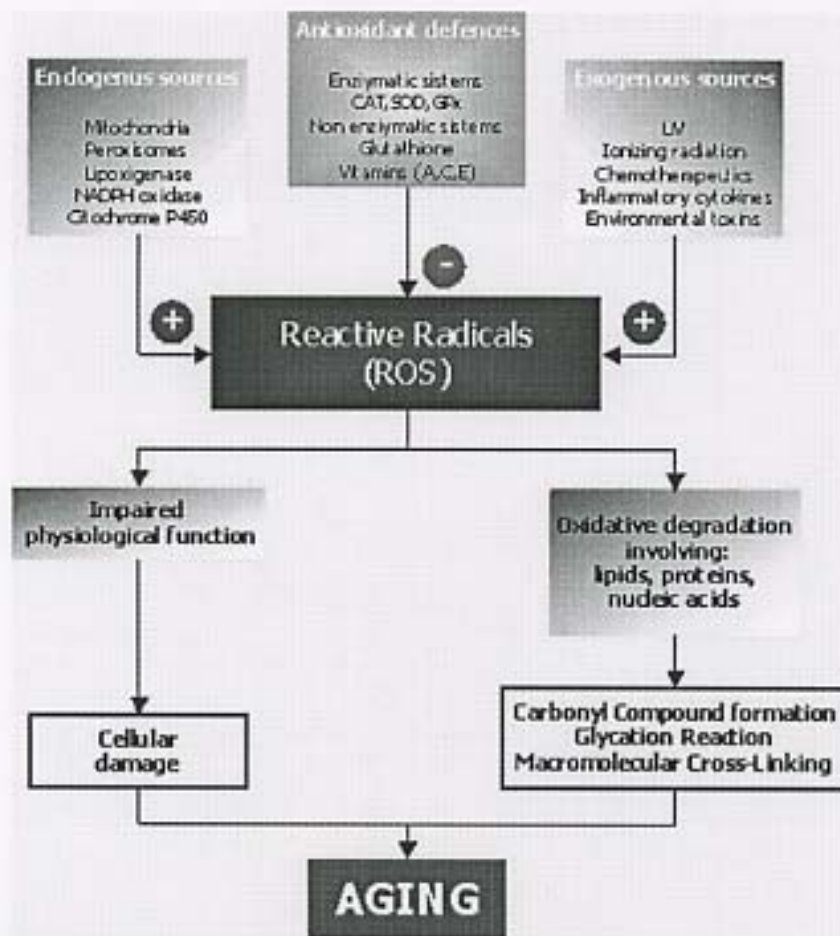 Antioxidant defences
Enziymatic sistems
CAT, SOD, GPx
Non enziymatic sistems
Glutathione
Vitamins (A,C,E)
Endogenus sources
Mitochondria
Peroxisomes
Lipoxigenase
NADPH oxidase
Citochrome P450
Exogenous sources
UV
Ionizing radiation
Chemotherapeutics
Inflammatory cytokines
Environmental toxins
-
+
+
Reactive Radicals
(ROS)
Impaired
physiological function
Oxidative degradation
involving:
lipids, proteins,
nucleic acids
Cellular
damage
Carbonyl Compound formation
Glycation Reaction
Macromolecular Cross-Linking
AGING